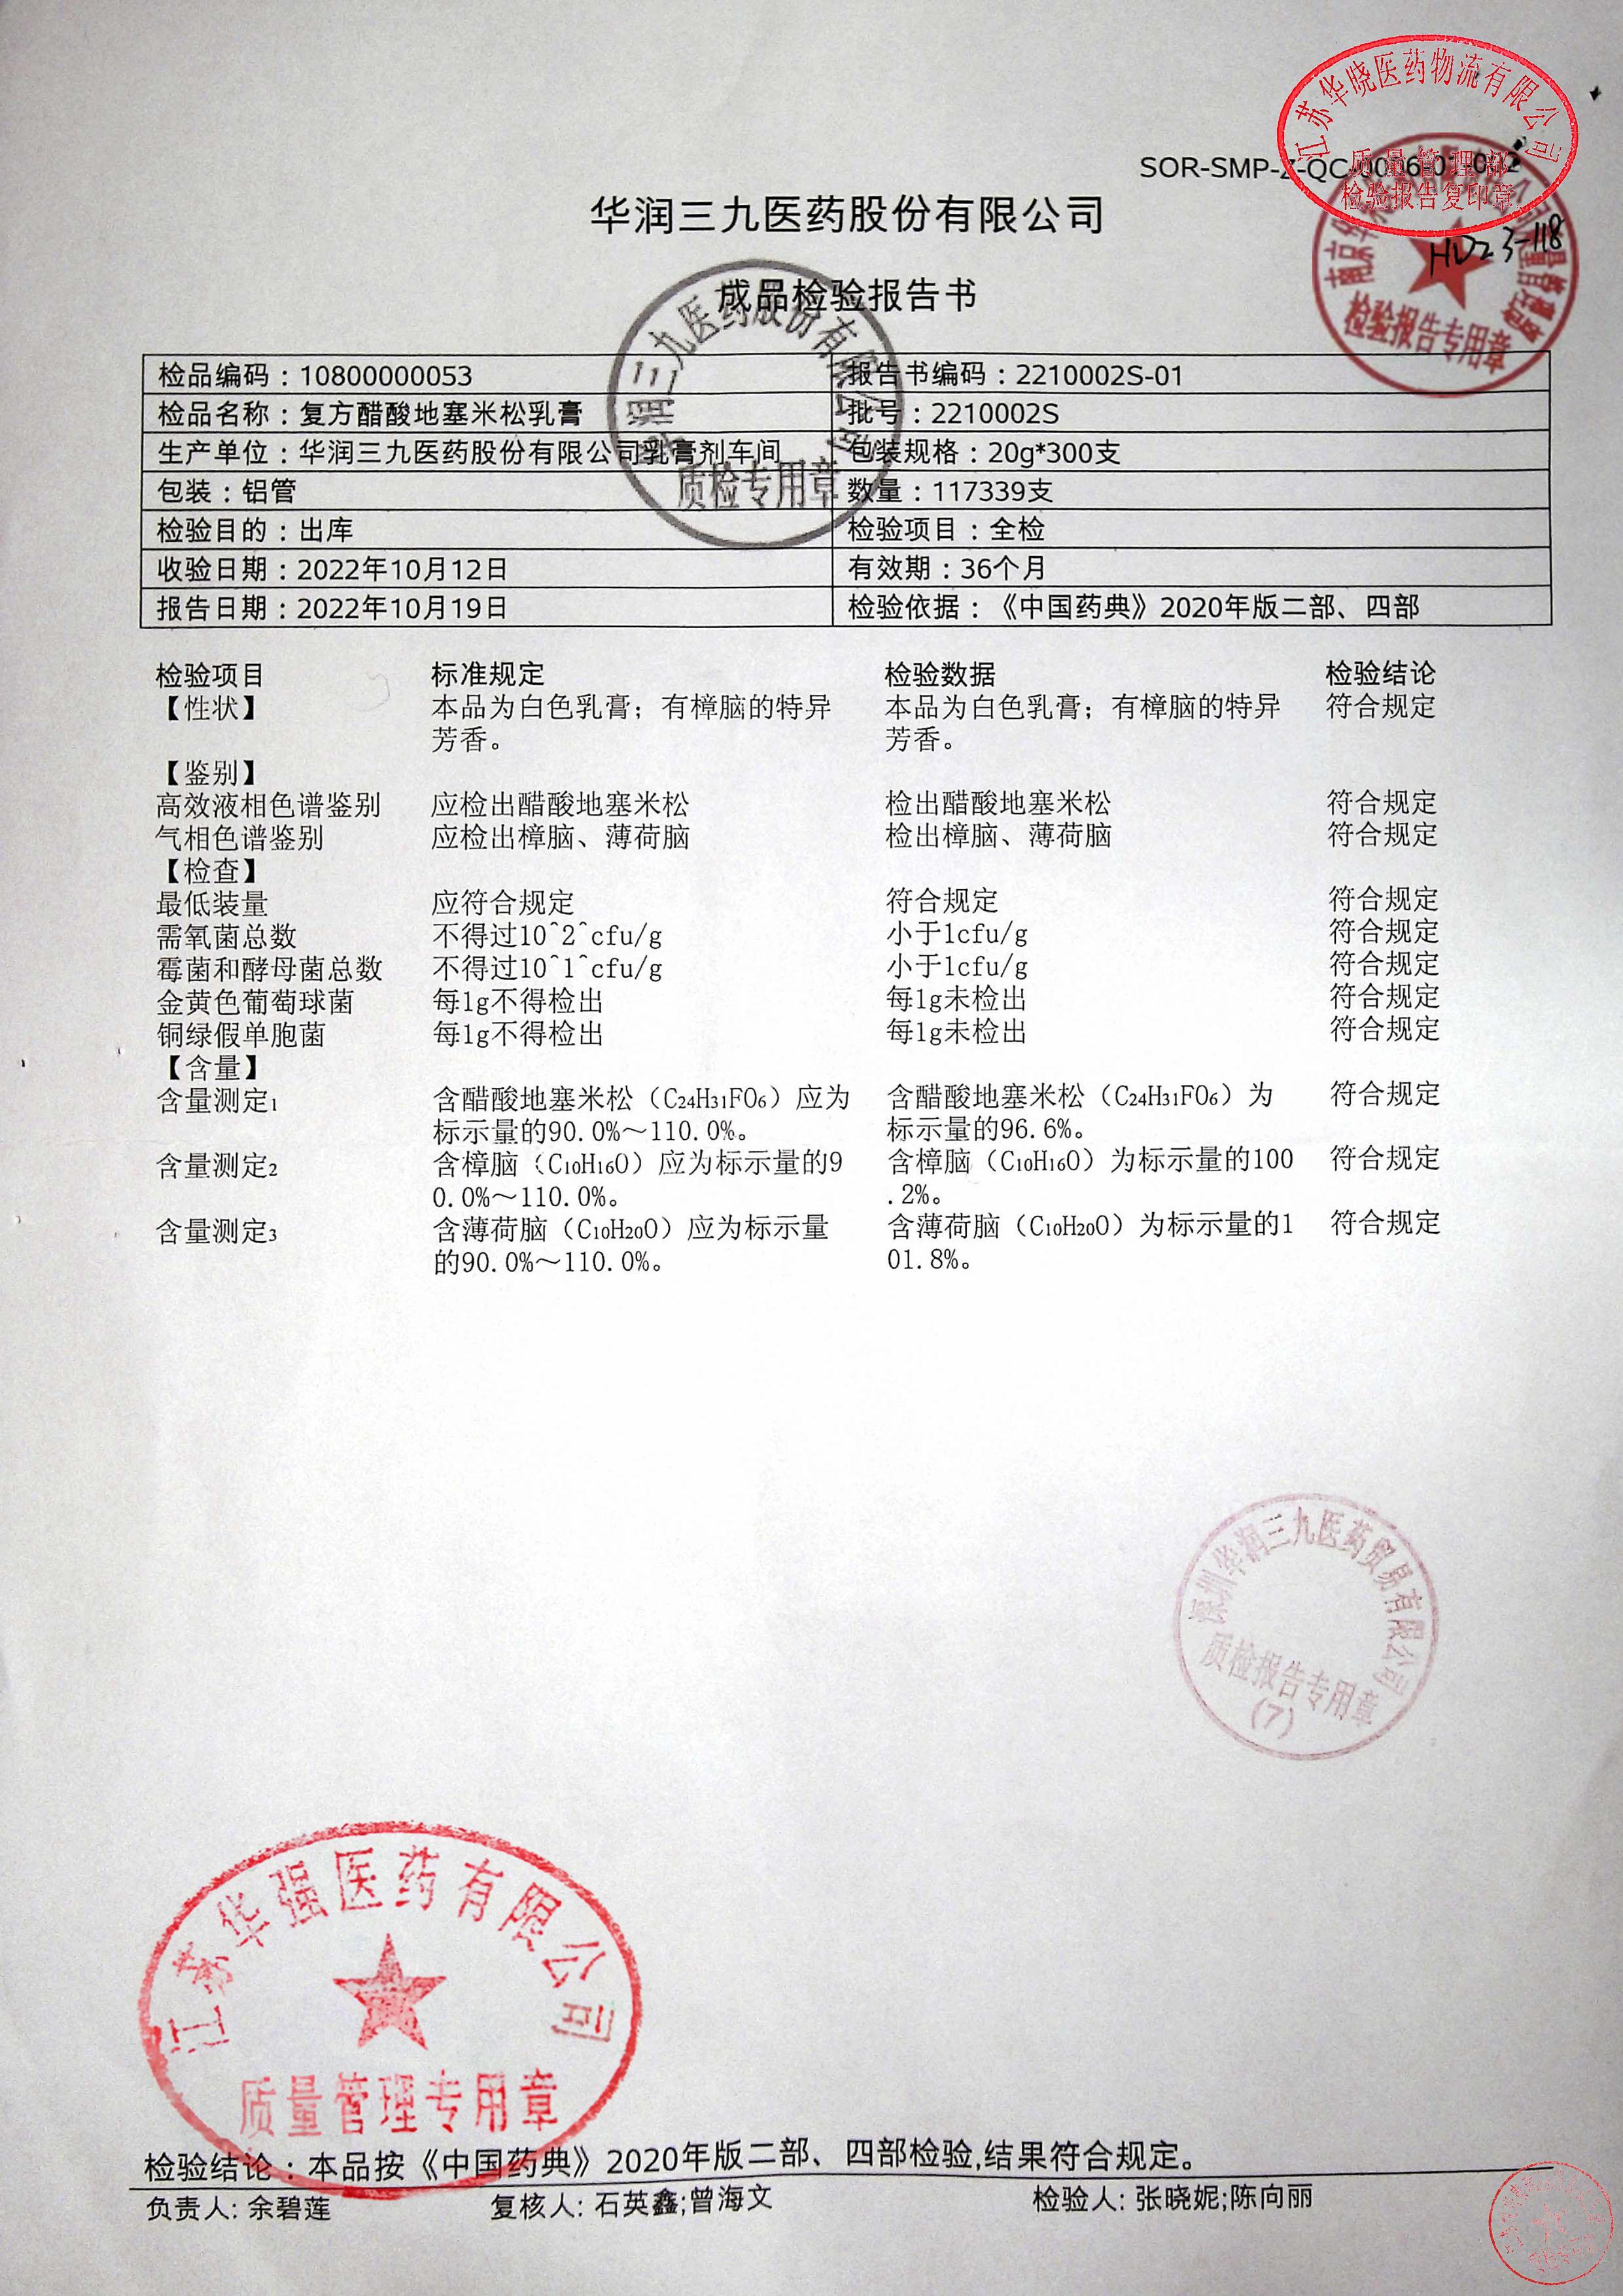 江苏华晓医药物流有限公司
质量管理部
检验报告复印章
SOR-SMP-Z-QC-0006-01-0
华润三九医药股份有限公司
HD23-118
成品检验报告书
检验报告专用章
华润三九医药股份有限公司
质检专用章
检品编码：10800000053 报告书编码：2210002S-01
检品名称：复方醋酸地塞米松乳膏 批号：2210002S
生产单位：华润三九医药股份有限公司乳膏剂车间 包装规格：20g*300支
包装：铝管 数量：117339支
检验目的：出库 检验项目：全检
收验日期：2022年10月12日 有效期：36个月
报告日期：2022年10月19日 检验依据：《中国药典》2020年版二部、四部
检验项目 标准规定 检验数据 检验结论
【性状】 本品为白色乳膏；有樟脑的特异 本品为白色乳膏；有樟脑的特异 符合规定
芳香。 芳香。
【鉴别】
高效液相色谱鉴别 应检出醋酸地塞米松 检出醋酸地塞米松 符合规定
气相色谱鉴别 应检出樟脑、薄荷脑 检出樟脑、薄荷脑 符合规定
【检查】
最低装量 应符合规定 符合规定 符合规定
需氧菌总数 不得过10^2^cfu/g 小于1cfu/g 符合规定
霉菌和酵母菌总数 不得过10^1^cfu/g 小于1cfu/g 符合规定
金黄色葡萄球菌 每1g不得检出 每1g未检出 符合规定
铜绿假单胞菌 每1g不得检出 每1g未检出 符合规定
【含量】
含量测定₁ 含醋酸地塞米松（C₂₄H₃₁FO₆）应为 含醋酸地塞米松（C₂₄H₃₁FO₆）为 符合规定
标示量的90.0%～110.0%。 标示量的96.6%。
含量测定₂ 含樟脑（C₁₀H₁₆O）应为标示量的9 含樟脑（C₁₀H₁₆O）为标示量的100 符合规定
0.0%～110.0%。 .2%。
含量测定₃ 含薄荷脑（C₁₀H₂₀O）应为标示量 含薄荷脑（C₁₀H₂₀O）为标示量的1 符合规定
的90.0%～110.0%。 01.8%。
深圳华润三九医药贸易有限公司
质检报告专用章
(7)
江苏华强医药有限公司
质量管理专用章
检验结论：本品按《中国药典》2020年版二部、四部检验,结果符合规定。
负责人: 余碧莲 复核人: 石英鑫;曾海文 检验人: 张晓妮;陈向丽